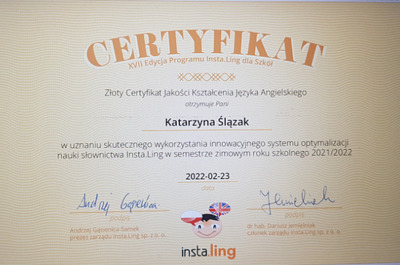 CERTYFIKAT
XVII Edycja Programu Insta.Ling dla Szkół
Złoty Certyfikat Jakości Kształcenia Języka Angielskiego
otrzymuje Pani
Katarzyna Ślązak
w uznaniu skutecznego wykorzystania innowacyjnego systemu optymalizacji
nauki słownictwa Insta.Ling w semestrze zimowym roku szkolnego 2021/2022
2022-02-23
data
podpis
podpis
Andrzej Gąsienica-Samek
prezes zarządu Insta.Ling sp. z o. o.
dr hab. Dariusz Jemielniak
członek zarządu Insta.Ling sp. z o. o.
insta.ling